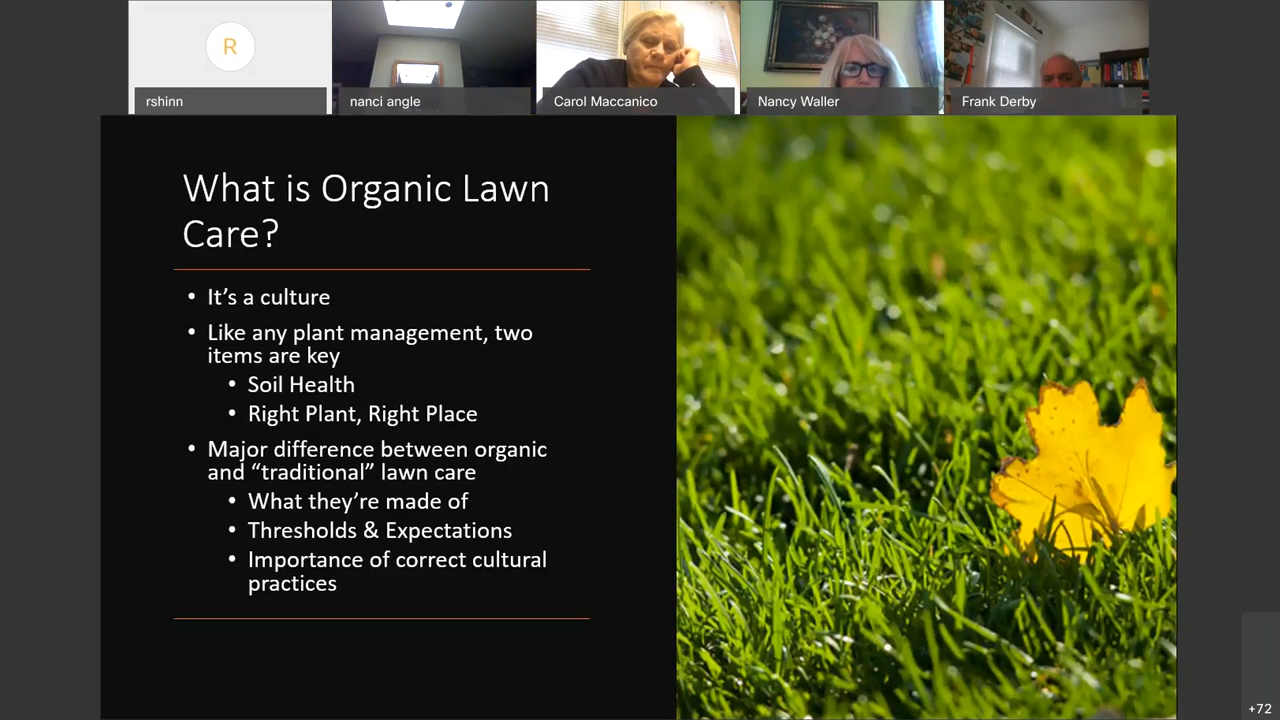 R
rshinn
nanci angle
Carol Maccanico
Nancy Waller
Frank Derby
What is Organic Lawn
Care?
• It’s a culture
• Like any plant management, two
items are key
• Soil Health
• Right Plant, Right Place
• Major difference between organic
and “traditional” lawn care
• What they’re made of
• Thresholds & Expectations
• Importance of correct cultural
practices
+72